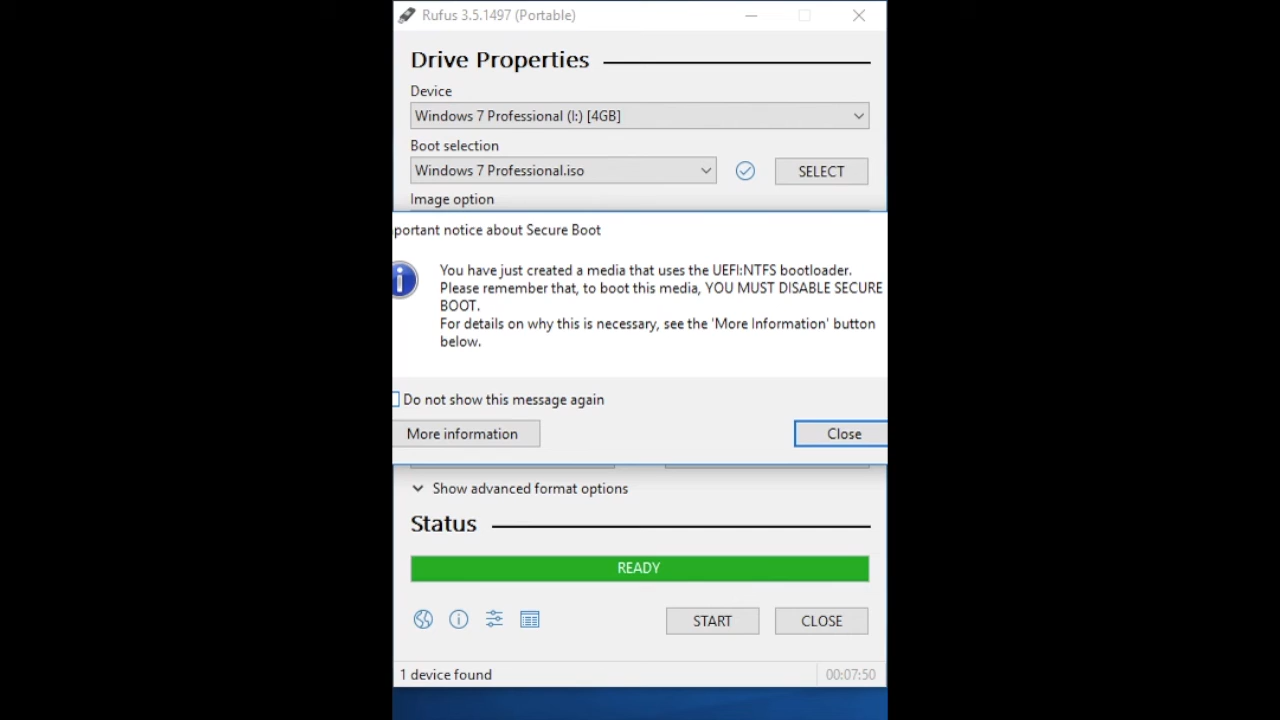 Rufus 3.5.1497 (Portable)
Drive Properties
Device
Windows 7 Professional (I:) [4GB]
Boot selection
Windows 7 Professional.iso
SELECT
Image option
portant notice about Secure Boot
You have just created a media that uses the UEFI:NTFS bootloader.
Please remember that, to boot this media, YOU MUST DISABLE SECURE
BOOT.
For details on why this is necessary, see the 'More Information' button
below.
Do not show this message again
More information
Close
Show advanced format options
Status
READY
START
CLOSE
1 device found
00:07:50